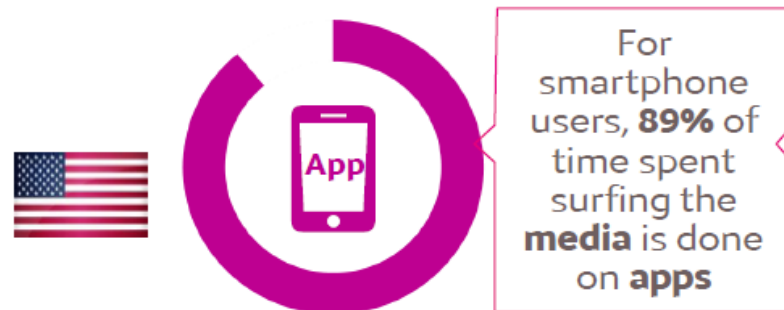 App
For
smartphone
users, 89% of
time spent
surfing the
media is done
on apps